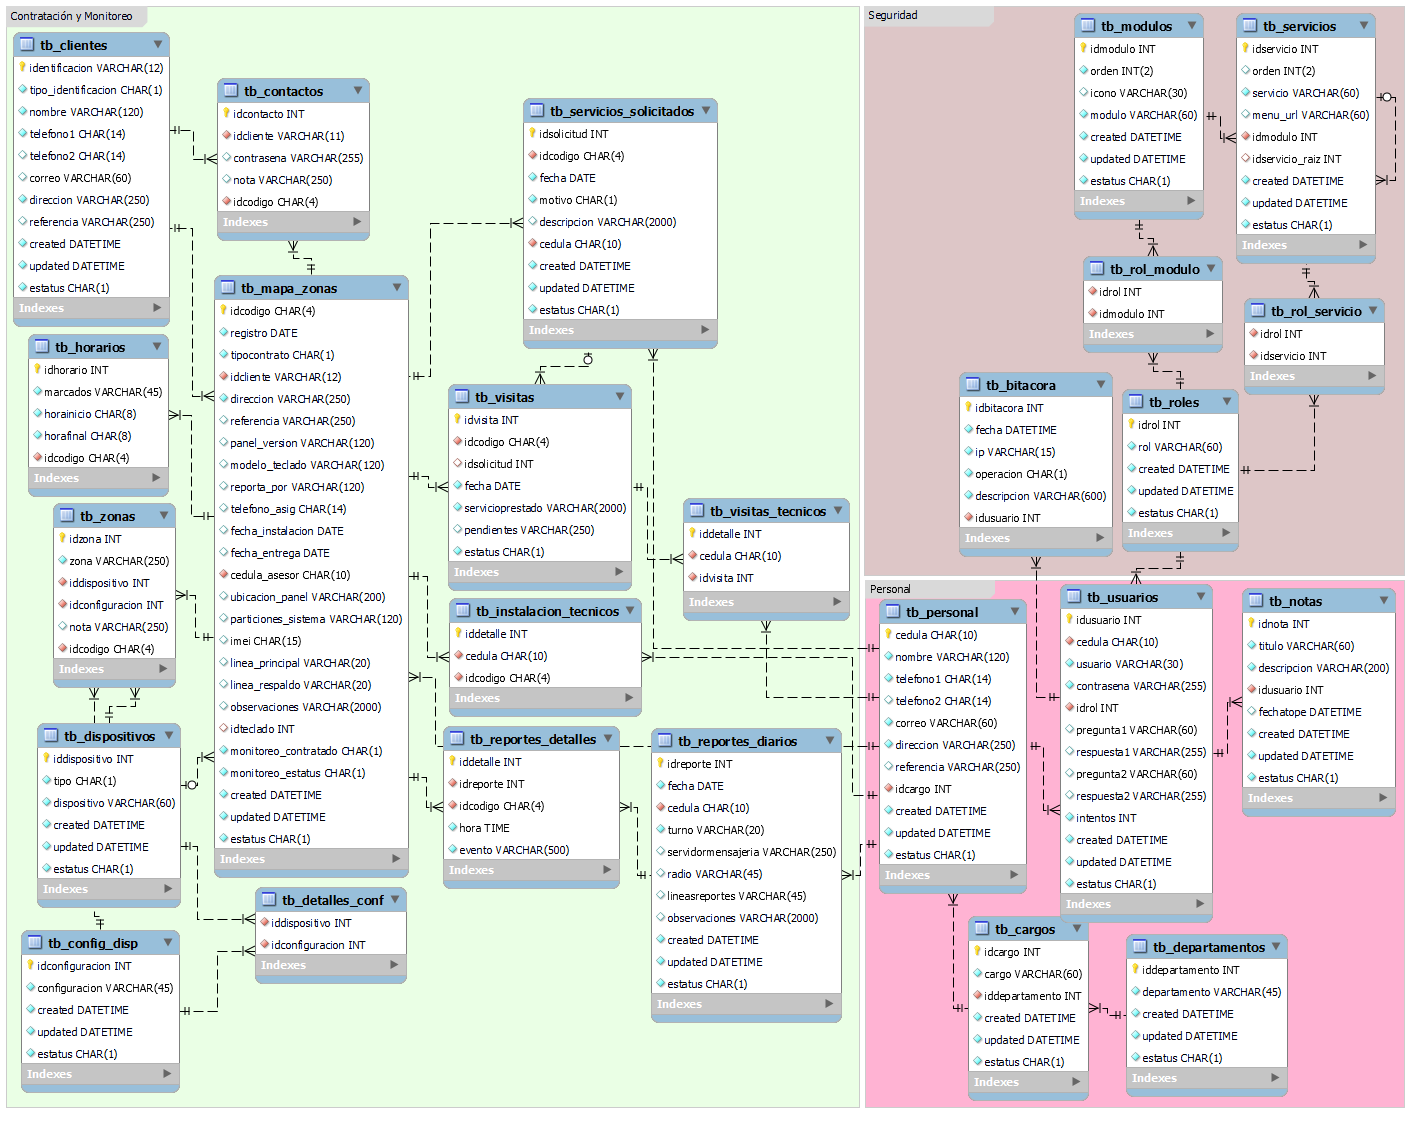 Contratación y Monitoreo
tb_clientes
identificacion VARCHAR(12)
tipo_identificacion CHAR(1)
nombre VARCHAR(120)
telefono1 CHAR(14)
telefono2 CHAR(14)
correo VARCHAR(60)
direccion VARCHAR(250)
referencia VARCHAR(250)
created DATETIME
updated DATETIME
estatus CHAR(1)
Indexes
tb_contactos
idcontacto INT
idcliente VARCHAR(11)
contrasena VARCHAR(255)
nota VARCHAR(250)
idcodigo CHAR(4)
Indexes
tb_servicios_solicitados
idsolicitud INT
idcodigo CHAR(4)
fecha DATE
motivo CHAR(1)
descripcion VARCHAR(2000)
cedula CHAR(10)
created DATETIME
updated DATETIME
estatus CHAR(1)
Indexes
tb_horarios
idhorario INT
marcados VARCHAR(45)
horainicio CHAR(8)
horafinal CHAR(8)
idcodigo CHAR(4)
Indexes
tb_mapa_zonas
idcodigo CHAR(4)
registro DATE
tipocontrato CHAR(1)
idcliente VARCHAR(12)
direccion VARCHAR(250)
referencia VARCHAR(250)
panel_version VARCHAR(120)
modelo_teclado VARCHAR(120)
reporta_por VARCHAR(120)
telefono_asig CHAR(14)
fecha_instalacion DATE
fecha_entrega DATE
cedula_asesor CHAR(10)
ubicacion_panel VARCHAR(200)
particiones_sistema VARCHAR(120)
imei CHAR(15)
linea_principal VARCHAR(20)
linea_respaldo VARCHAR(20)
observaciones VARCHAR(2000)
idteclado INT
monitoreo_contratado CHAR(1)
monitoreo_estatus CHAR(1)
created DATETIME
updated DATETIME
estatus CHAR(1)
Indexes
tb_visitas
idvisita INT
idcodigo CHAR(4)
idsolicitud INT
fecha DATE
servicioprestado VARCHAR(2000)
pendientes VARCHAR(250)
estatus CHAR(1)
Indexes
tb_visitas_tecnicos
iddetalle INT
cedula CHAR(10)
idvisita INT
Indexes
tb_zonas
idzona INT
zona VARCHAR(250)
iddispositivo INT
idconfiguracion INT
nota VARCHAR(250)
idcodigo CHAR(4)
Indexes
tb_instalacion_tecnicos
iddetalle INT
cedula CHAR(10)
idcodigo CHAR(4)
Indexes
tb_dispositivos
iddispositivo INT
tipo CHAR(1)
dispositivo VARCHAR(60)
created DATETIME
updated DATETIME
estatus CHAR(1)
Indexes
tb_reportes_detalles
iddetalle INT
idreporte INT
idcodigo CHAR(4)
hora TIME
evento VARCHAR(500)
Indexes
tb_reportes_diarios
idreporte INT
fecha DATE
cedula CHAR(10)
turno VARCHAR(20)
servidormensajeria VARCHAR(250)
radio VARCHAR(45)
lineasreportes VARCHAR(45)
observaciones VARCHAR(2000)
created DATETIME
updated DATETIME
estatus CHAR(1)
Indexes
tb_detalles_conf
iddispositivo INT
idconfiguracion INT
Indexes
tb_config_disp
idconfiguracion INT
configuracion VARCHAR(45)
created DATETIME
updated DATETIME
estatus CHAR(1)
Indexes
Seguridad
tb_modulos
idmodulo INT
orden INT(2)
icono VARCHAR(30)
modulo VARCHAR(60)
created DATETIME
updated DATETIME
estatus CHAR(1)
Indexes
tb_servicios
idservicio INT
orden INT(2)
servicio VARCHAR(60)
menu_url VARCHAR(60)
idmodulo INT
idservicio_raiz INT
created DATETIME
updated DATETIME
estatus CHAR(1)
Indexes
tb_rol_modulo
idrol INT
idmodulo INT
Indexes
tb_rol_servicio
idrol INT
idservicio INT
Indexes
tb_bitacora
idbitacora INT
fecha DATETIME
ip VARCHAR(15)
operacion CHAR(1)
descripcion VARCHAR(600)
idusuario INT
Indexes
tb_roles
idrol INT
rol VARCHAR(60)
created DATETIME
updated DATETIME
estatus CHAR(1)
Indexes
Personal
tb_personal
cedula CHAR(10)
nombre VARCHAR(120)
telefono1 CHAR(14)
telefono2 CHAR(14)
correo VARCHAR(60)
direccion VARCHAR(250)
referencia VARCHAR(250)
idcargo INT
created DATETIME
updated DATETIME
estatus CHAR(1)
Indexes
tb_usuarios
idusuario INT
cedula CHAR(10)
usuario VARCHAR(30)
contrasena VARCHAR(255)
idrol INT
pregunta1 VARCHAR(60)
respuesta1 VARCHAR(255)
pregunta2 VARCHAR(60)
respuesta2 VARCHAR(255)
intentos INT
created DATETIME
updated DATETIME
estatus CHAR(1)
Indexes
tb_notas
idnota INT
titulo VARCHAR(60)
descripcion VARCHAR(200)
idusuario INT
fechatope DATETIME
created DATETIME
updated DATETIME
estatus CHAR(1)
Indexes
tb_cargos
idcargo INT
cargo VARCHAR(60)
iddepartamento INT
created DATETIME
updated DATETIME
estatus CHAR(1)
Indexes
tb_departamentos
iddepartamento INT
departamento VARCHAR(45)
created DATETIME
updated DATETIME
estatus CHAR(1)
Indexes